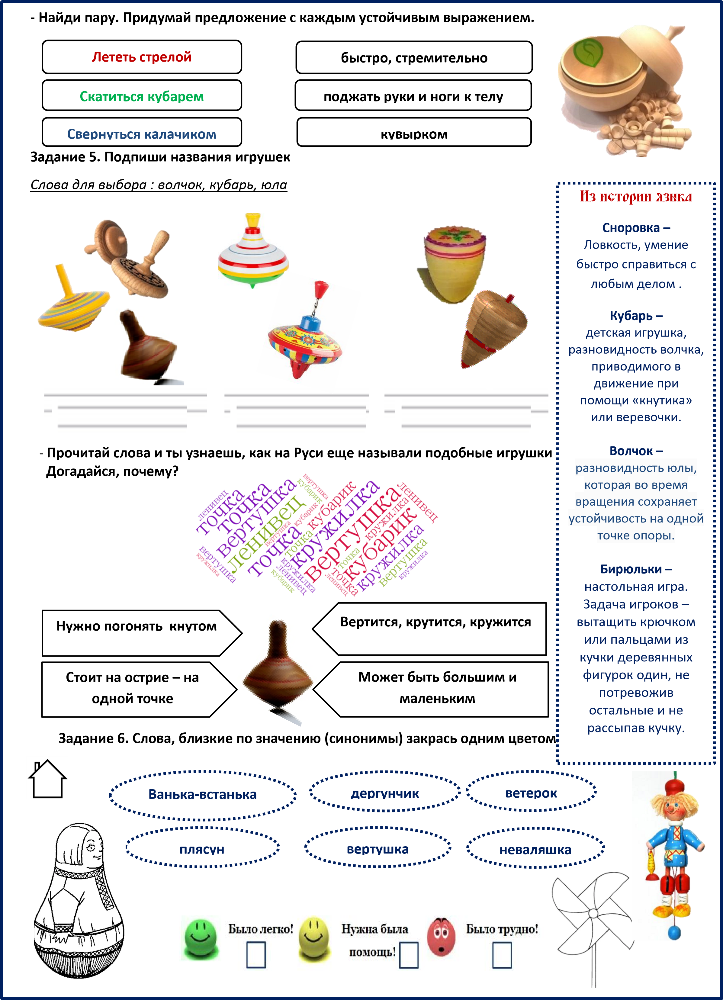 - Найди пару. Придумай предложение с каждым устойчивым выражением.
Лететь стрелой
быстро, стремительно
Скатиться кубарем
поджать руки и ноги к телу
Свернуться калачиком
кувырком
Задание 5. Подпиши названия игрушек
Слова для выбора : волчок, кубарь, юла
- Прочитай слова и ты узнаешь, как на Руси еще называли подобные игрушки
Догадайся, почему?
ленивец
точка
точка
вертушка
кубарик
вертушка
ленивец
вертушка
кубарик
кубарик
точка
точка
кружилка
вертушка
кружилка
ленивец
кубарик
кружилка
вертушка
кружилка
вертушка
кружилка
кружилка
ленивец
кубарик
точка
точка
ленивец
Нужно погонять кнутом
Вертится, крутится, кружится
Стоит на острие – на
одной точке
Может быть большим и
маленьким
Задание 6. Слова, близкие по значению (синонимы) закрась одним цветом
Из истории языка
Сноровка –
Ловкость, умение
быстро справиться с
любым делом .
Кубарь –
детская игрушка,
разновидность волчка,
приводимого в
движение при
помощи «кнутика»
или веревочки.
Волчок –
разновидность юлы,
которая во время
вращения сохраняет
устойчивость на одной
точке опоры.
Бирюльки –
настольная игра.
Задача игроков –
вытащить крючком
или пальцами из
кучки деревянных
фигурок один, не
потревожив
остальные и не
рассыпав кучку.
Ванька-встанька
дергунчик
ветерок
плясун
вертушка
неваляшка
Было легко!
Нужна была
помощь!
Было трудно!